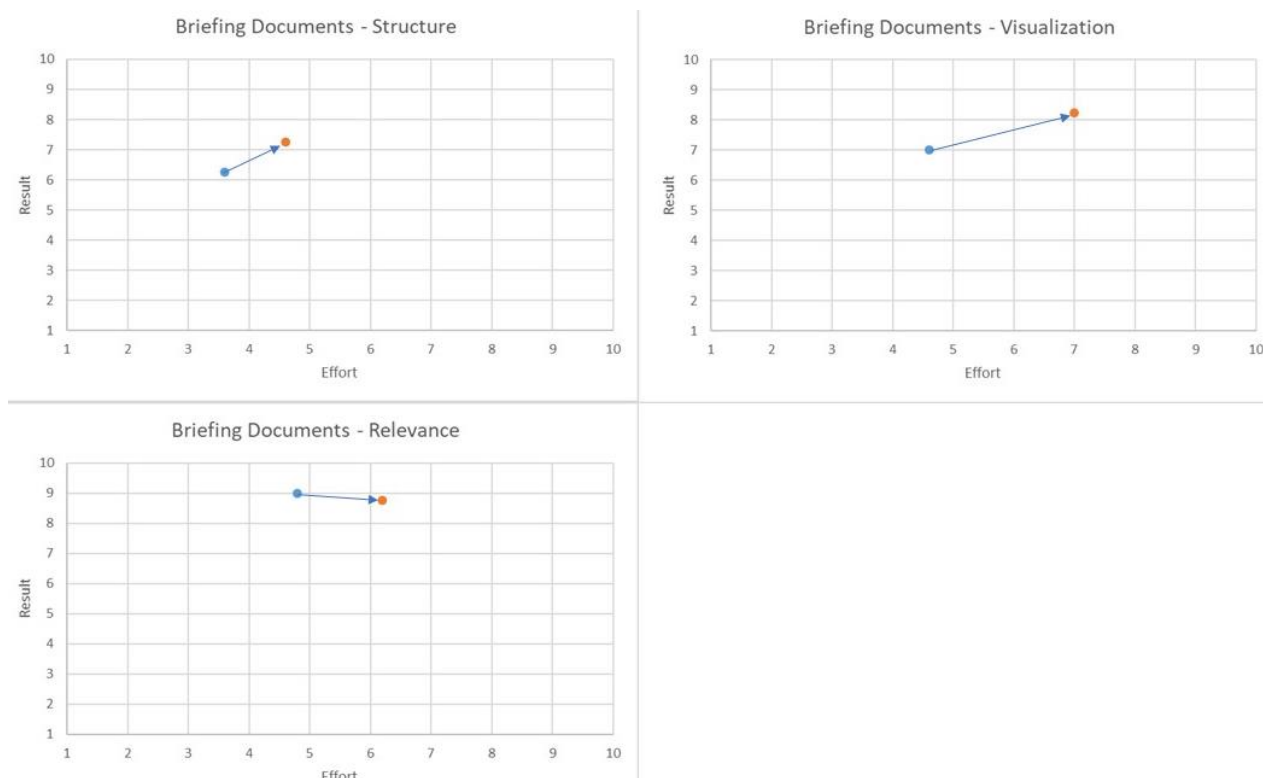 Briefing Documents - Structure
10
9
8
7
6
5
4
3
2
1
Result
1 2 3 4 5 6 7 8 9 10
Effort
Briefing Documents - Visualization
10
9
8
7
6
5
4
3
2
1
Result
1 2 3 4 5 6 7 8 9 10
Effort
Briefing Documents - Relevance
10
9
8
7
6
5
4
3
2
1
Result
1 2 3 4 5 6 7 8 9 10
Effort